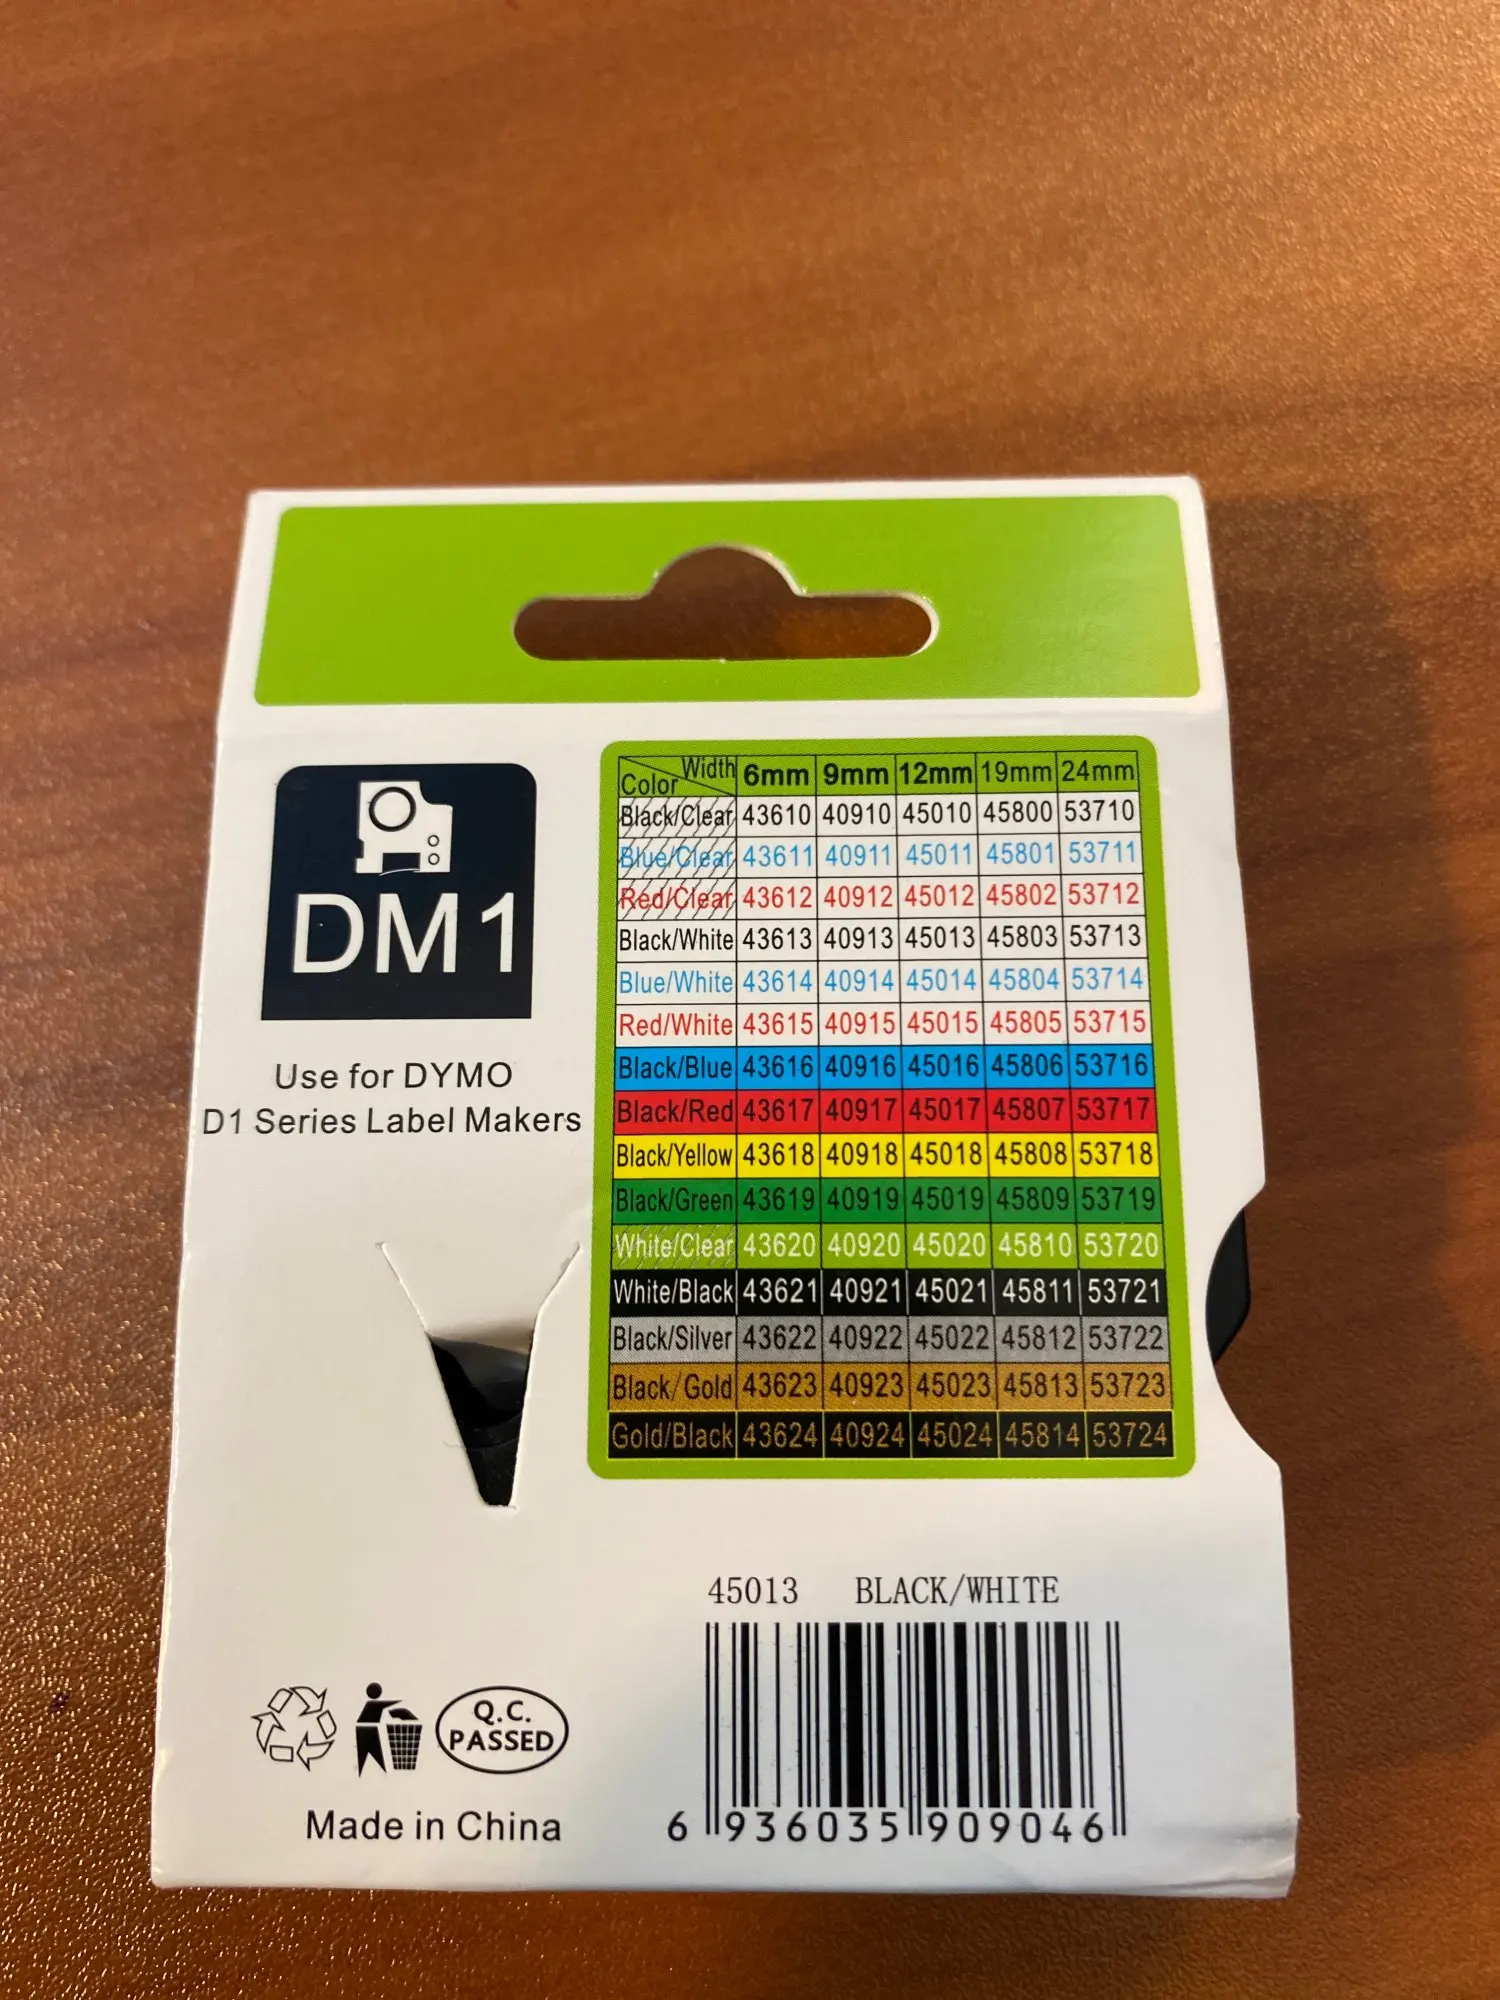 DM1
Use for DYMO
D1 Series Label Makers
Color Width 6mm 9mm 12mm 19mm 24mm
Black/Clear 43610 40910 45010 45800 53710
Blue/Clear 43611 40911 45011 45801 53711
Red/Clear 43612 40912 45012 45802 53712
Black/White 43613 40913 45013 45803 53713
Blue/White 43614 40914 45014 45804 53714
Red/White 43615 40915 45015 45805 53715
Black/Blue 43616 40916 45016 45806 53716
Black/Red 43617 40917 45017 45807 53717
Black/Yellow 43618 40918 45018 45808 53718
Black/Green 43619 40919 45019 45809 53719
White/Clear 43620 40920 45020 45810 53720
White/Black 43621 40921 45021 45811 53721
Black/Silver 43622 40922 45022 45812 53722
Black/Gold 43623 40923 45023 45813 53723
Gold/Black 43624 40924 45024 45814 53724
45013 BLACK/WHITE
6 936035 909046
Q.C.
PASSED
Made in China